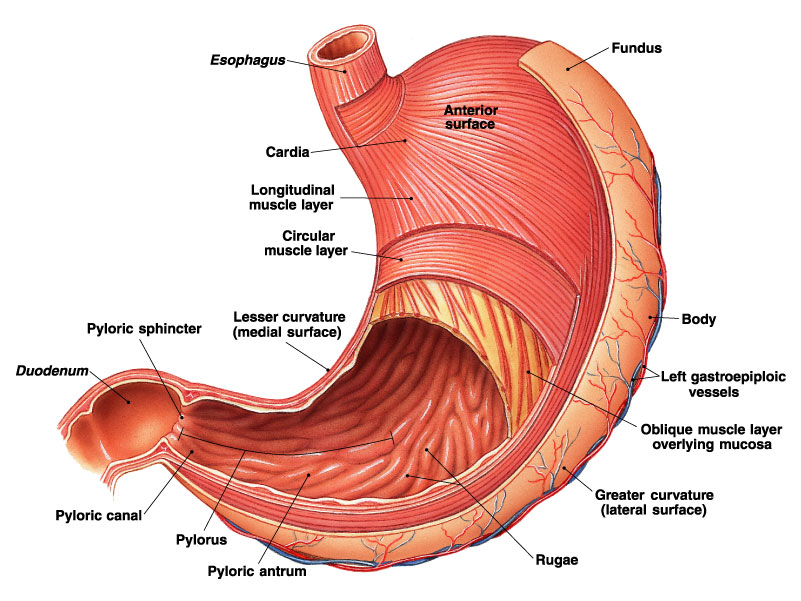 Fundus
Esophagus
Anterior
surface
Cardia
Longitudinal
muscle layer
Circular
muscle layer
Lesser curvature
(medial surface)
Pyloric sphincter
Body
Duodenum
Left gastroepiploic
vessels
Oblique muscle layer
overlying mucosa
Greater curvature
(lateral surface)
Pyloric canal
Pylorus
Rugae
Pyloric antrum